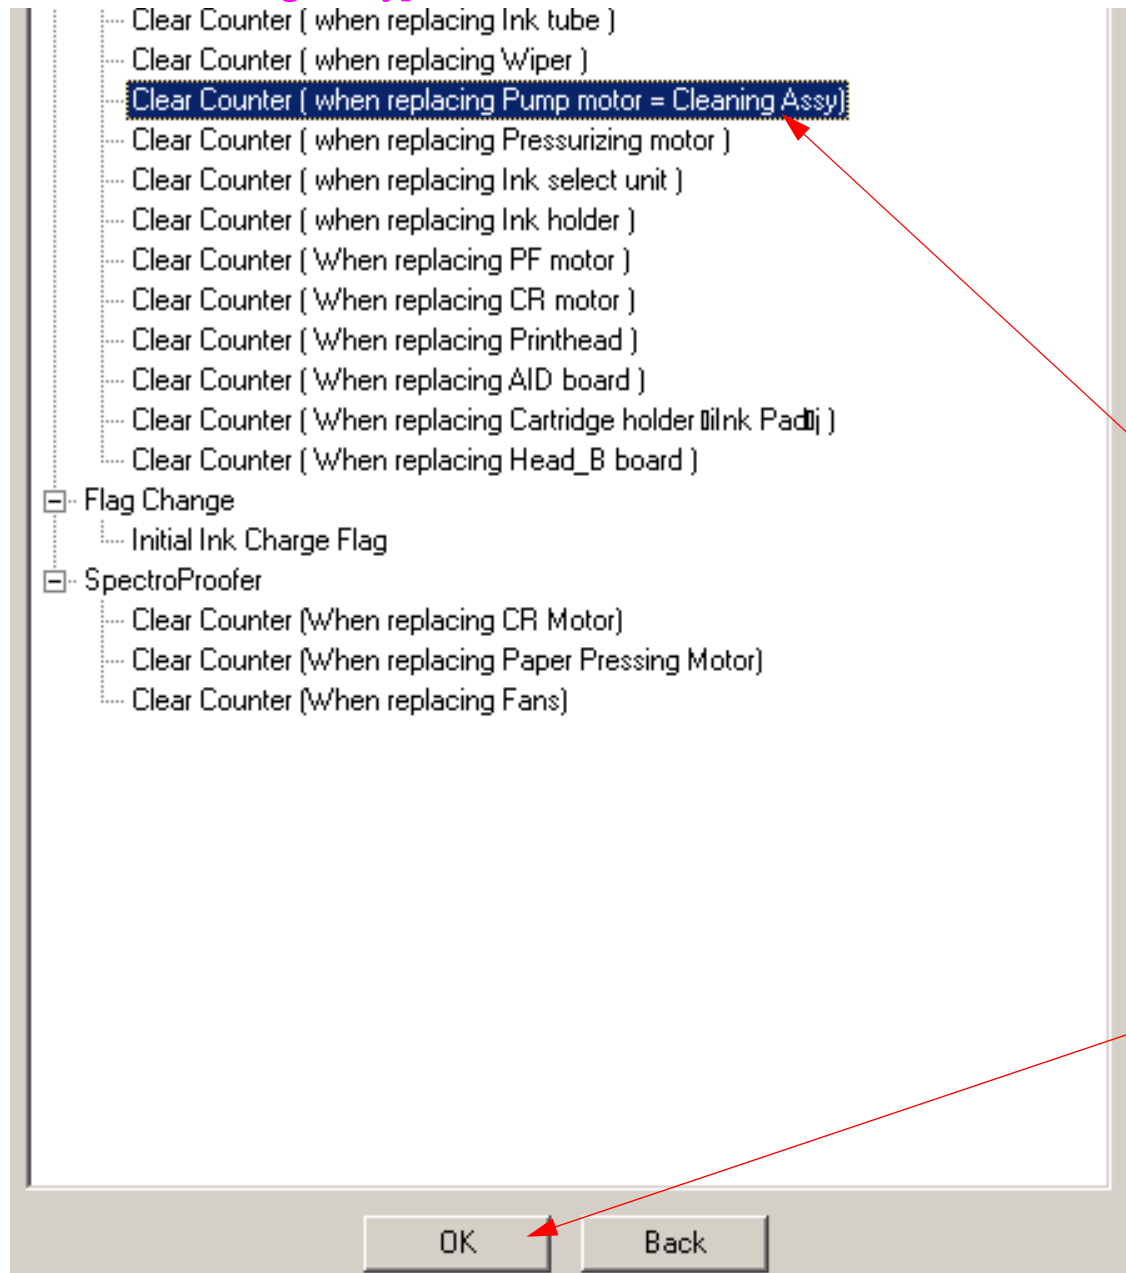 Clear Counter ( when replacing Ink tube )
Clear Counter ( when replacing Wiper )
Clear Counter ( when replacing Pump motor = Cleaning Assy)
Clear Counter ( when replacing Pressurizing motor )
Clear Counter ( when replacing Ink select unit )
Clear Counter ( when replacing Ink holder )
Clear Counter ( When replacing PF motor )
Clear Counter ( When replacing CR motor )
Clear Counter ( When replacing Printhead )
Clear Counter ( When replacing AID board )
Clear Counter ( When replacing Cartridge holder Ink Pad )
Clear Counter ( When replacing Head_B board )
Flag Change
Initial Ink Charge Flag
SpectroProofer
Clear Counter (When replacing CR Motor)
Clear Counter (When replacing Paper Pressing Motor)
Clear Counter (When replacing Fans)
OK Back